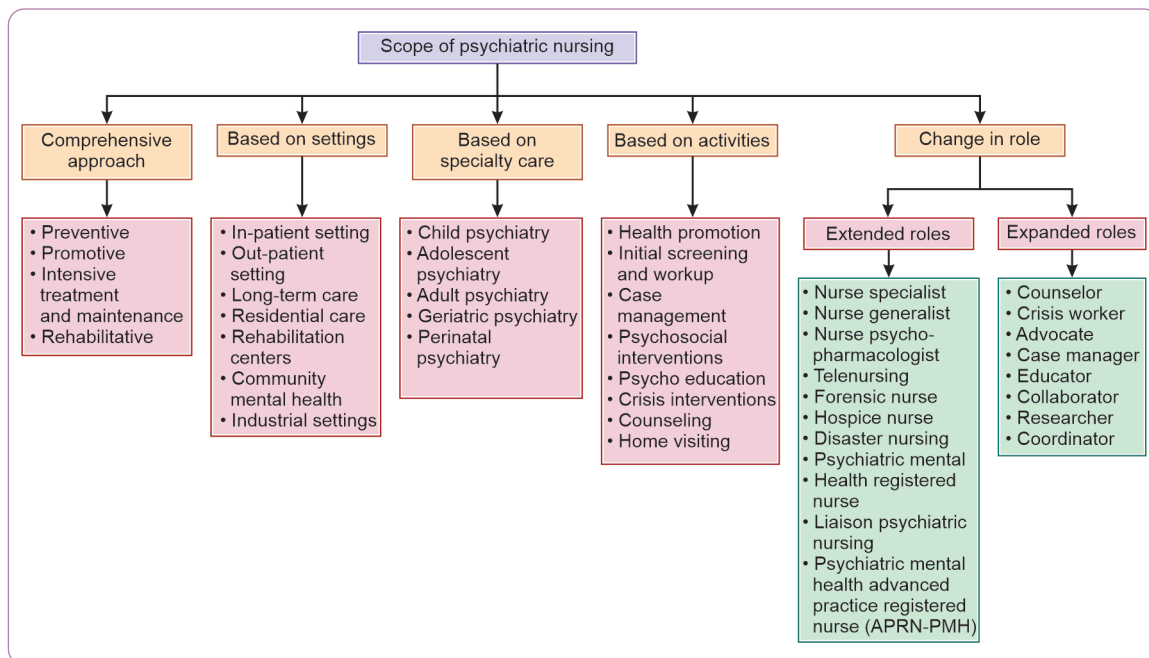 Scope of psychiatric nursing
Comprehensive
approach
• Preventive
• Promotive
• Intensive
treatment
and maintenance
• Rehabilitative
Based on settings
• In-patient setting
• Out-patient
setting
• Long-term care
• Residential care
• Rehabilitation
centers
• Community
mental health
• Industrial settings
Based on
specialty care
• Child psychiatry
• Adolescent
psychiatry
• Adult psychiatry
• Geriatric psychiatry
• Perinatal
psychiatry
Based on activities
• Health promotion
• Initial screening
and workup
• Case
management
• Psychosocial
interventions
• Psycho education
• Crisis interventions
• Counseling
• Home visiting
Change in role
Extended roles
• Nurse specialist
• Nurse generalist
• Nurse psycho-
pharmacologist
• Telenursing
• Forensic nurse
• Hospice nurse
• Disaster nursing
• Psychiatric mental
• Health registered
nurse
• Liaison psychiatric
nursing
• Psychiatric mental
health advanced
practice registered
nurse (APRN-PMH)
Expanded roles
• Counselor
• Crisis worker
• Advocate
• Case manager
• Educator
• Collaborator
• Researcher
• Coordinator